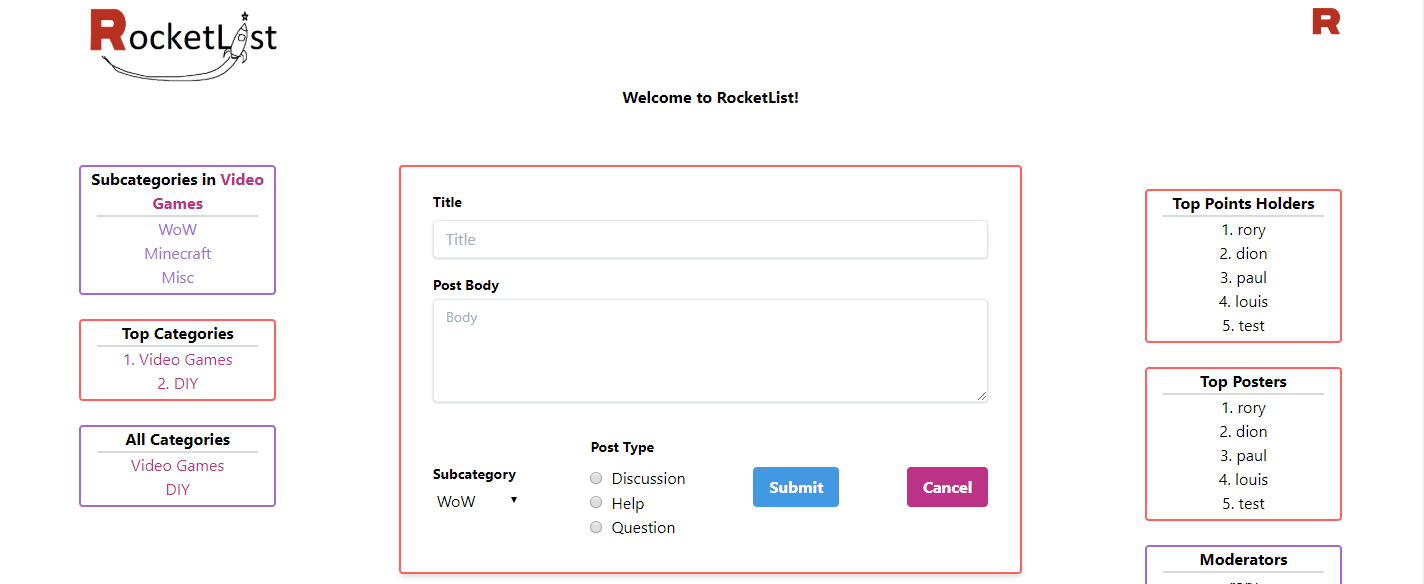 RocketList
R
Welcome to RocketList!
Subcategories in Video
Games
WoW
Minecraft
Misc
Top Categories
1. Video Games
2. DIY
All Categories
Video Games
DIY
Title
Title
Post Body
Body
Subcategory
WoW
Post Type
Discussion
Help
Question
Submit
Cancel
Top Points Holders
1. rory
2. dion
3. paul
4. louis
5. test
Top Posters
1. rory
2. dion
3. paul
4. louis
5. test
Moderators